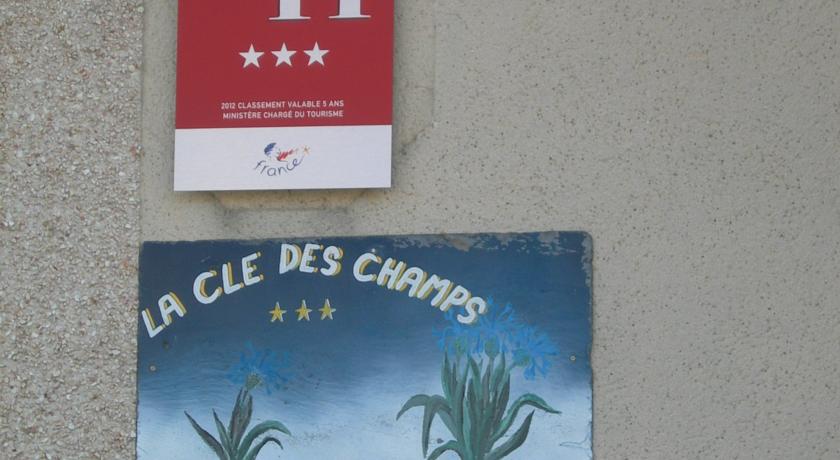 2012 CLASSEMENT VALABLE 5 ANS
MINISTÈRE CHARGÉ DU TOURISME
france
LA CLE DES CHAMPS